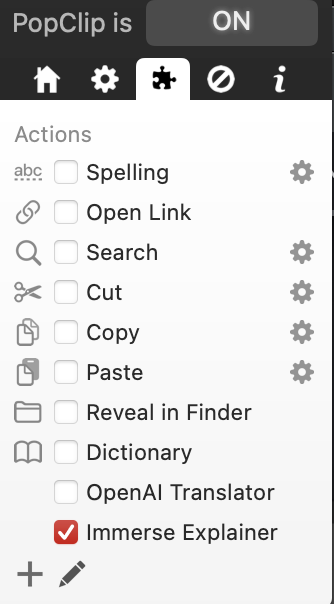 PopClip is ON
Actions
abc Spelling
Open Link
Search
Cut
Copy
Paste
Reveal in Finder
Dictionary
OpenAI Translator
Immerse Explainer